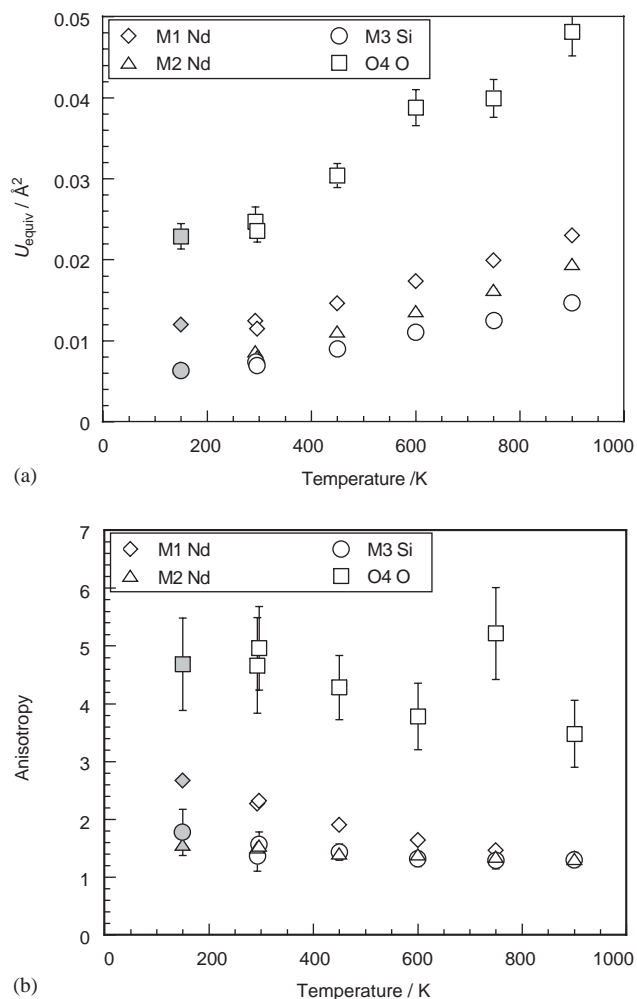 0.05
M1 Nd
M3 Si
M2 Nd
O4 O
0.04
0.03
U_equiv / Å²
0.02
0.01
0
0 200 400 600 800 1000
Temperature /K
(a)
7
M1 Nd
M3 Si
M2 Nd
O4 O
6
5
4
Anisotropy
3
2
1
0
0 200 400 600 800 1000
Temperature / K
(b)